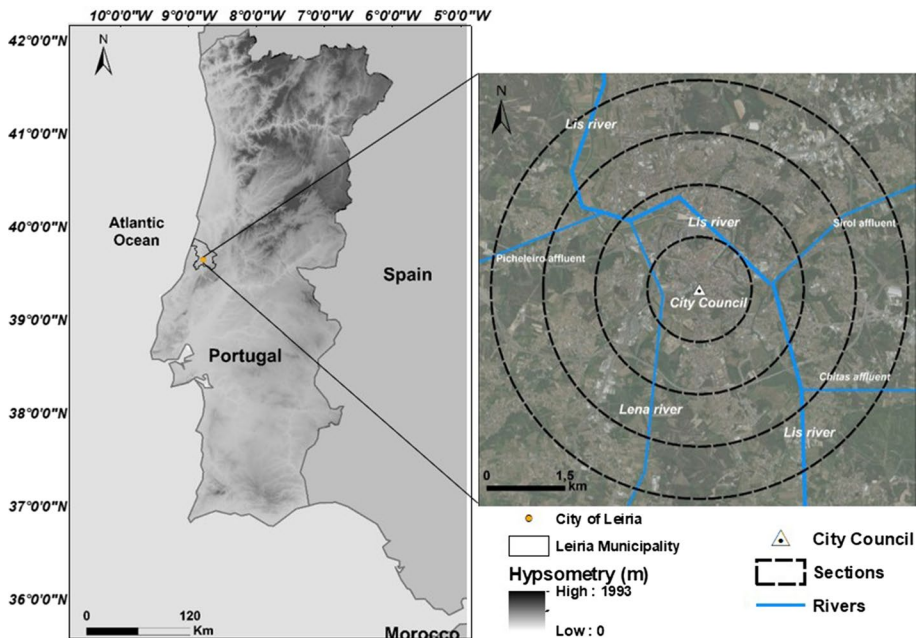 10°0'0"W 9°0'0"W 8°0'0"W 7°0'0"W 6°0'0"W 5°0'0"W
42°0'0"N
41°0'0"N
40°0'0"N
39°0'0"N
38°0'0"N
37°0'0"N
36°0'0"N
N
Atlantic
Ocean
Spain
Portugal
Morocco
0 120
Km
N
Lis river
Lis river
Sirol affluent
Picheleiro affluent
City Council
Chitas affluent
Lena river
Lis river
0 1,5
km
City of Leiria
Leiria Municipality
Hypsometry (m)
High : 1993
Low : 0
City Council
Sections
Rivers